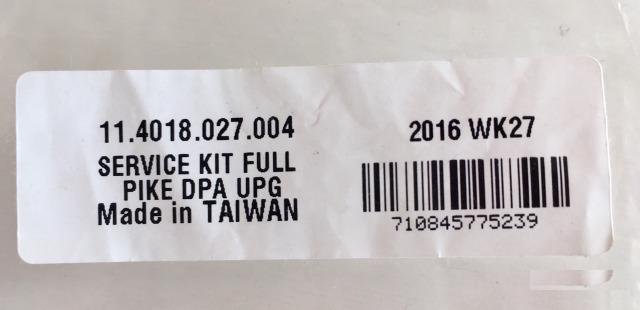 11.4018.027.004
SERVICE KIT FULL
PIKE DPA UPG
Made in TAIWAN
2016 WK27
710845775239